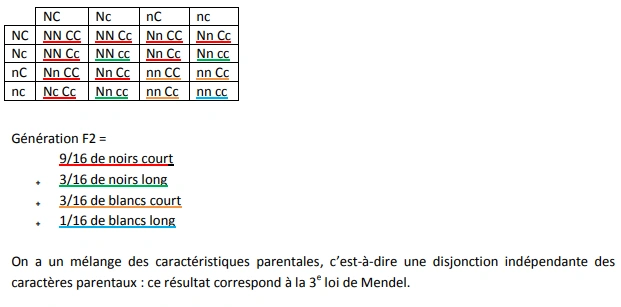 NC Nc nC nc
NC NN CC NN Cc Nn CC Nn Cc
Nc NN Cc NN cc Nn Cc Nn cc
nC Nn CC Nn Cc nn CC nn Cc
nc Nc Cc Nn cc nn Cc nn cc
Génération F2 =
9/16 de noirs court
+ 3/16 de noirs long
+ 3/16 de blancs court
+ 1/16 de blancs long
On a un mélange des caractéristiques parentales, c’est-à-dire une disjonction indépendante des
caractères parentaux : ce résultat correspond à la 3e loi de Mendel.